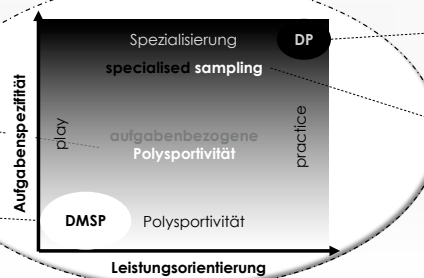 Spezialisierung
DP
specialised sampling
Aufgabenspezifität
play
practice
aufgabenbezogene
Polysportivität
DMSP
Polysportivität
Leistungsorientierung